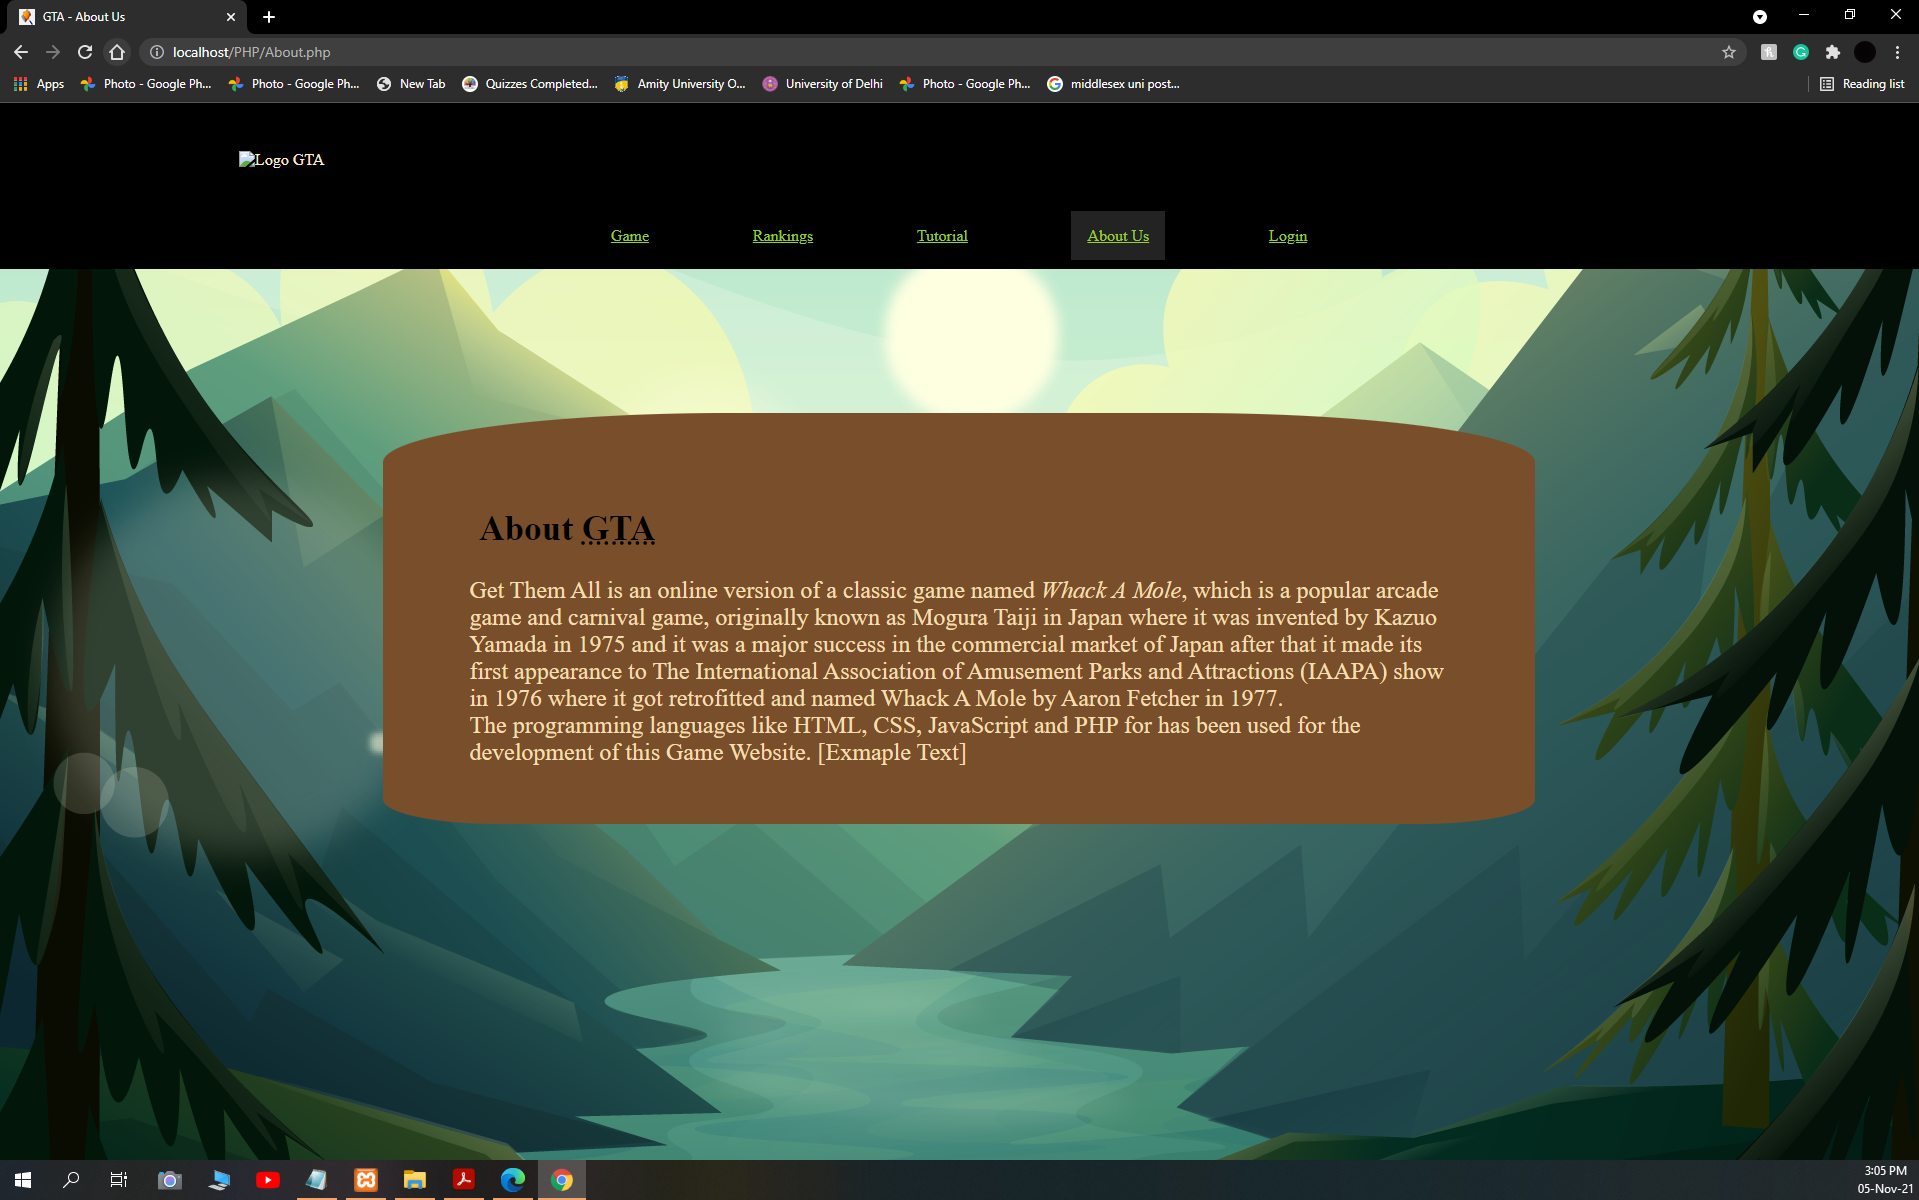 GTA - About Us
localhost/PHP/About.php
Apps Photo - Google Ph... Photo - Google Ph... New Tab Quizzes Completed... Amity University O... University of Delhi Photo - Google Ph... middlesex uni post... Reading list
Logo GTA
Game Rankings Tutorial About Us Login
About GTA
Get Them All is an online version of a classic game named Whack A Mole, which is a popular arcade
game and carnival game, originally known as Mogura Taiji in Japan where it was invented by Kazuo
Yamada in 1975 and it was a major success in the commercial market of Japan after that it made its
first appearance to The International Association of Amusement Parks and Attractions (IAAPA) show
in 1976 where it got retrofitted and named Whack A Mole by Aaron Fetcher in 1977.
The programming languages like HTML, CSS, JavaScript and PHP for has been used for the
development of this Game Website. [Exmaple Text]
3:05 PM
05-Nov-21